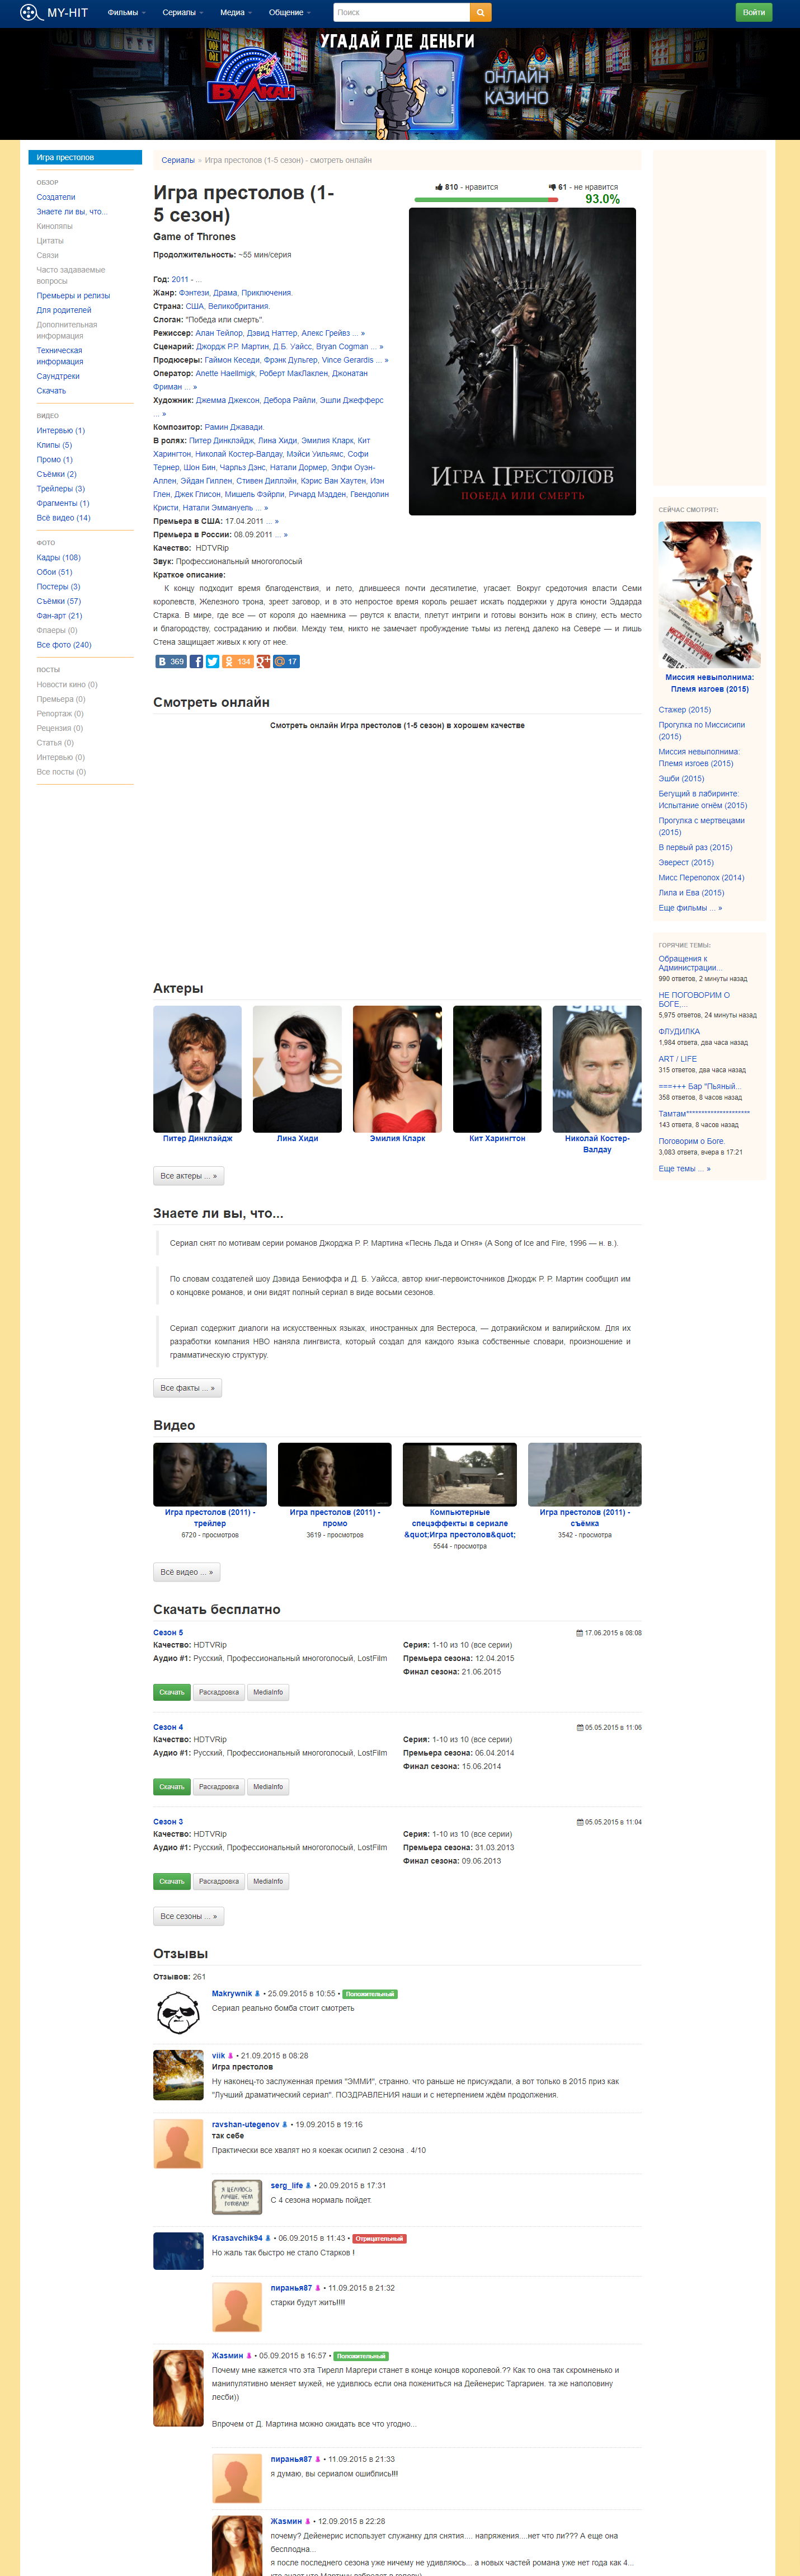 MY-HIT Фильмы Сериалы Медиа Общение Поиск Войти
УГАДАЙ ГДЕ ДЕНЬГИ
ВУЛКАН
ОНЛАЙН
КАЗИНО
Игра престолов
ОБЗОР
Создатели
Знаете ли вы, что...
Киноляпы
Цитаты
Связи
Часто задаваемые
вопросы
Премьеры и релизы
Для родителей
Дополнительная
информация
Техническая
информация
Саундтреки
Скачать
ВИДЕО
Интервью (1)
Клипы (5)
Промо (1)
Съёмки (2)
Трейлеры (3)
Фрагменты (1)
Всё видео (14)
ФОТО
Кадры (108)
Обои (51)
Постеры (3)
Съёмки (57)
Фан-арт (21)
Флаеры (0)
Все фото (240)
ПОСТЫ
Новости кино (0)
Премьера (0)
Репортаж (0)
Рецензия (0)
Статья (0)
Интервью (0)
Все посты (0)
Сериалы » Игра престолов (1-5 сезон) - смотреть онлайн
Игра престолов (1-
5 сезон)
Game of Thrones
810 - нравится 61 - не нравится
93.0%
Продолжительность: ~55 мин/серия
Год: 2011 - ...
Жанр: Фэнтези, Драма, Приключения.
Страна: США, Великобритания.
Слоган: "Победа или смерть".
Режиссер: Алан Тейлор, Дэвид Наттер, Алекс Грейвз ... »
Сценарий: Джордж Р.Р. Мартин, Д.Б. Уайсс, Bryan Cogman ... »
Продюсеры: Гаймон Кеседи, Фрэнк Дулгер, Vince Gerardis ... »
Оператор: Anette Haellmigk, Роберт МакЛаклен, Джонатан
Фриман ... »
Художник: Джемма Джексон, Дебора Райли, Эшли Джефферс
... »
Композитор: Рамин Джавади.
В ролях: Питер Динклэйдж, Лина Хиди, Эмилия Кларк, Кит
Харингтон, Николай Костер-Валдау, Мэйси Уильямс, Софи
Тернер, Шон Бин, Чарльз Дэнс, Натали Дормер, Элфи Оуэн-
Аллен, Эйдан Гиллен, Стивен Диллэйн, Кэрис Ван Хаутен, Иэн
Глен, Джек Глисон, Мишель Фэйрли, Ричард Мэдден, Гвендолин
Кристи, Натали Эммануель ... »
Премьера в США: 17.04.2011 ... »
Премьера в России: 08.09.2011 ... »
Качество: HDTVRip
Звук: Профессиональный многоголосый
Краткое описание:
К концу подходит время благоденствия, и лето, длившееся почти десятилетие, угасает. Вокруг средоточия власти Семи
королевств, Железного трона, зреет заговор, и в это непростое время король решает искать поддержки у друга юности Эддарда
Старка. В мире, где все — от короля до наемника — рвутся к власти, плетут интриги и готовы вонзить нож в спину, есть место
и благородству, состраданию и любви. Между тем, никто не замечает пробуждение тьмы из легенд далеко на Севере — и лишь
Стена защищает живых к югу от нее.
ИГРА ПРЕСТОЛОВ
ПОБЕДА ИЛИ СМЕРТЬ
369 134 17
Смотреть онлайн
Смотреть онлайн Игра престолов (1-5 сезон) в хорошем качестве
Актеры
Питер Динклэйдж Лина Хиди Эмилия Кларк Кит Харингтон Николай Костер-
Валдау
Все актеры ... »
Знаете ли вы, что...
Сериал снят по мотивам серии романов Джорджа Р. Р. Мартина «Песнь Льда и Огня» (A Song of Ice and Fire, 1996 — н. в.).
По словам создателей шоу Дэвида Бениоффа и Д. Б. Уайсса, автор книг-первоисточников Джордж Р. Р. Мартин сообщил им
о концовке романов, и они видят полный сериал в виде восьми сезонов.
Сериал содержит диалоги на искусственных языках, иностранных для Вестероса, — дотракийском и валирийском. Для их
разработки компания HBO наняла лингвиста, который создал для каждого языка собственные словари, произношение и
грамматическую структуру.
Все факты ... »
Видео
Игра престолов (2011) -
трейлер
6720 - просмотров
Игра престолов (2011) -
промо
3619 - просмотров
Компьютерные
спецэффекты в сериале
&quot;Игра престолов&quot;
5544 - просмотра
Игра престолов (2011) -
съёмка
3542 - просмотра
Всё видео ... »
Скачать бесплатно
Сезон 5 17.06.2015 в 08:08
Качество: HDTVRip Серия: 1-10 из 10 (все серии)
Аудио #1: Русский, Профессиональный многоголосый, LostFilm Премьера сезона: 12.04.2015
Финал сезона: 21.06.2015
Скачать Раскадровка MediaInfo
Сезон 4 05.05.2015 в 11:06
Качество: HDTVRip Серия: 1-10 из 10 (все серии)
Аудио #1: Русский, Профессиональный многоголосый, LostFilm Премьера сезона: 06.04.2014
Финал сезона: 15.06.2014
Скачать Раскадровка MediaInfo
Сезон 3 05.05.2015 в 11:04
Качество: HDTVRip Серия: 1-10 из 10 (все серии)
Аудио #1: Русский, Профессиональный многоголосый, LostFilm Премьера сезона: 31.03.2013
Финал сезона: 09.06.2013
Скачать Раскадровка MediaInfo
Все сезоны ... »
Отзывы
Отзывов: 261
Makrywnik • 25.09.2015 в 10:55 • Положительный
Сериал реально бомба стоит смотреть
viik • 21.09.2015 в 08:28
Игра престолов
Ну наконец-то заслуженная премия "ЭММИ", странно. что раньше не присуждали, а вот только в 2015 приз как
"Лучший драматический сериал". ПОЗДРАВЛЕНИЯ наши и с нетерпением ждём продолжения.
ravshan-utegenov • 19.09.2015 в 19:16
так себе
Практически все хвалят но я коекак осилил 2 сезона . 4/10
Я ЦЕЛУЮСЬ
ЛУЧШЕ, ЧЕМ
ГОТОВЛЮ!
serg_life • 20.09.2015 в 17:31
С 4 сезона нормаль пойдет.
Krasavchik94 • 06.09.2015 в 11:43 • Отрицательный
Но жаль так быстро не стало Старков !
пиранья87 • 11.09.2015 в 21:32
старки будут жить!!!!!
Жаsмин • 05.09.2015 в 16:57 • Положительный
Почему мне кажется что эта Тирелл Маргери станет в конце концов королевой.?? Как то она так скромненько и
манипулятивно меняет мужей, не удивлюсь если она пожениться на Дейенерис Таргариен. та же наполовину
лесби))
Впрочем от Д. Мартина можно ожидать все что угодно...
пиранья87 • 11.09.2015 в 21:33
я думаю, вы сериалом ошиблись!!!
Жаsмин • 12.09.2015 в 22:28
почему? Дейенерис использует служанку для снятия.... напряжения....нет что ли??? А еще она
бесплодна...
я после последнего сезона уже ничему не удивляюсь... а новых частей романа уже нет года как 4...
СЕЙЧАС СМОТРЯТ:
Миссия невыполнима:
Племя изгоев (2015)
Стажер (2015)
Прогулка по Миссисипи
(2015)
Миссия невыполнима:
Племя изгоев (2015)
Эшби (2015)
Бегущий в лабиринте:
Испытание огнём (2015)
Прогулка с мертвецами
(2015)
В первый раз (2015)
Эверест (2015)
Мисс Переполох (2014)
Лила и Ева (2015)
Еще фильмы ... »
ГОРЯЧИЕ ТЕМЫ:
Обращения к
Администрации...
990 ответов, 2 минуты назад
НЕ ПОГОВОРИМ О
БОГЕ,...
5,975 ответов, 24 минуты назад
ФЛУДИЛКА
1,984 ответа, два часа назад
ART / LIFE
315 ответов, два часа назад
===+++ Бар "Пьяный...
358 ответов, 8 часов назад
143 ответа, 8 часов назад
Поговорим о Боге.
3,083 ответа, вчера в 17:21
Еще темы ... »